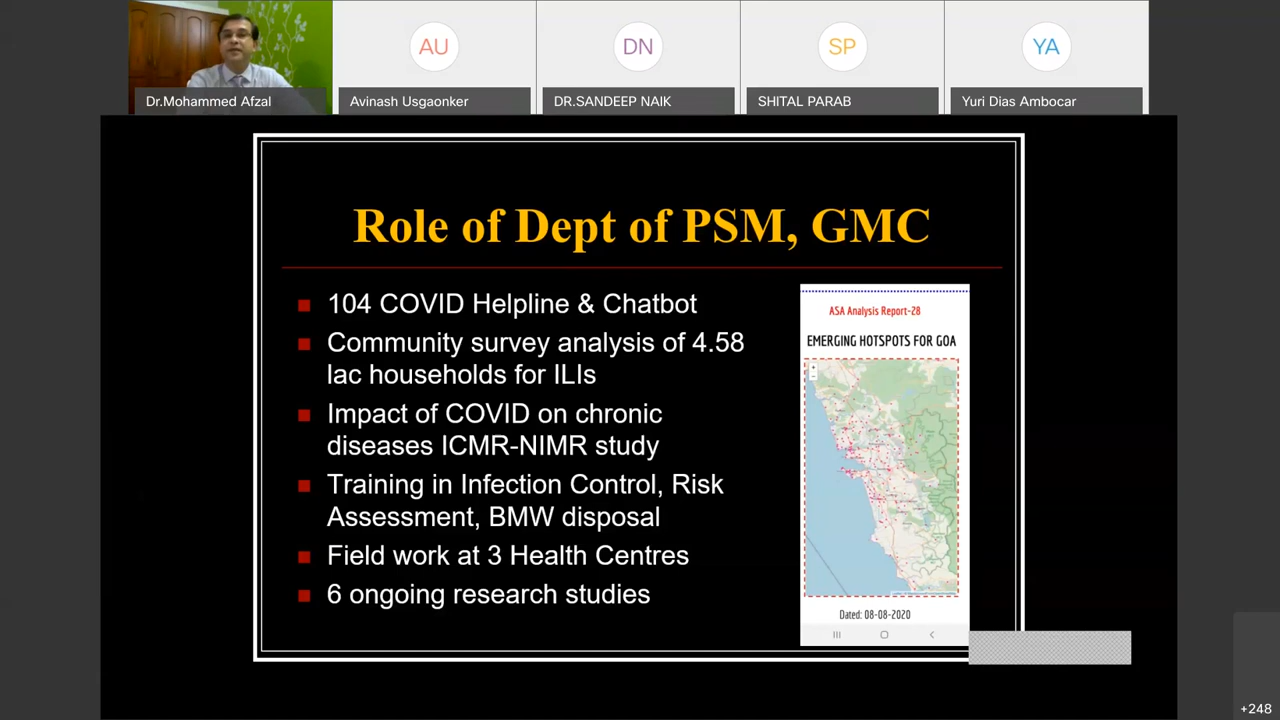 AU
DN
SP
YA
Dr.Mohammed Afzal
Avinash Usgaonker
DR.SANDEEP NAIK
SHITAL PARAB
Yuri Dias Ambocar
Role of Dept of PSM, GMC
104 COVID Helpline & Chatbot
Community survey analysis of 4.58
lac households for ILIs
Impact of COVID on chronic
diseases ICMR-NIMR study
Training in Infection Control, Risk
Assessment, BMW disposal
Field work at 3 Health Centres
6 ongoing research studies
ASA Analysis Report-28
EMERGING HOTSPOTS FOR GOA
Dated: 08-08-2020
+248